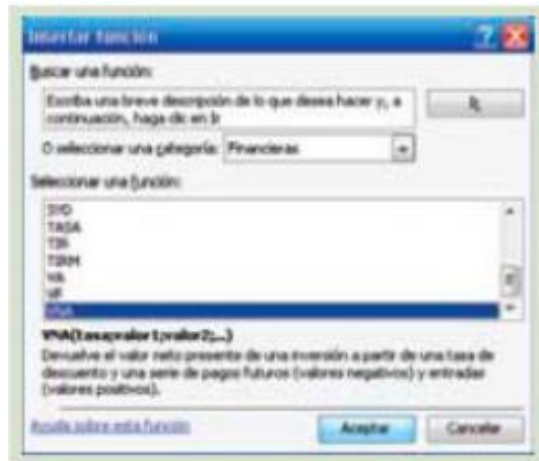 Insertar función
Buscar una función:
Escriba una breve descripción de lo que desea hacer y, a
continuación, haga clic en Ir
Ir
O seleccionar una categoría: Financieras
Seleccionar una función:
SYD
TASA
TIR
TIRM
VA
VF
VNA
VNA(tasa;valor1;valor2;...)
Devuelve el valor neto presente de una inversión a partir de una tasa de
descuento y una serie de pagos futuros (valores negativos) y entradas
(valores positivos).
Ayuda sobre esta función
Aceptar
Cancelar